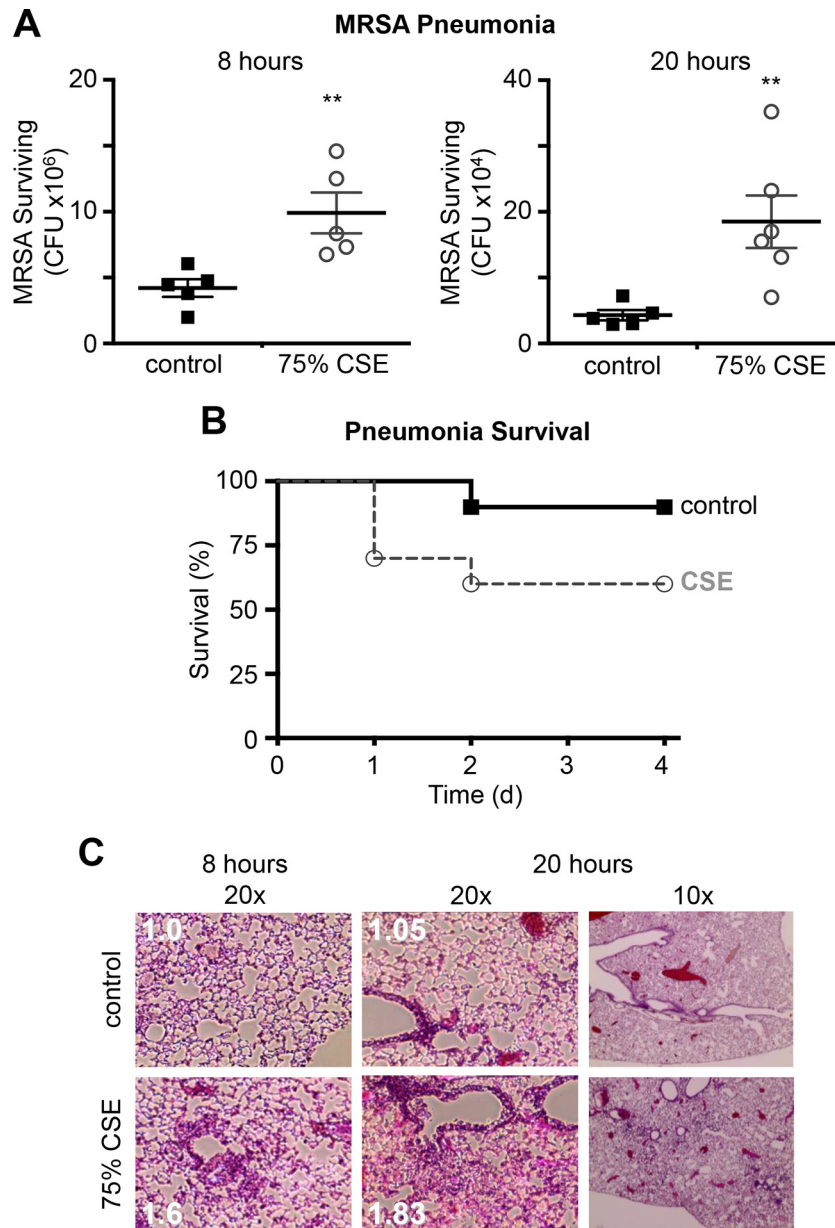 A
MRSA Pneumonia
8 hours
20 hours
**
**
MRSA Surviving
(CFU x10⁶)
20
10
0
control
75% CSE
MRSA Surviving
(CFU x10⁴)
40
20
0
control
75% CSE
B
Pneumonia Survival
Survival (%)
100
75
50
25
0
control
CSE
0 1 2 3 4
Time (d)
C
8 hours
20 hours
20x
20x
10x
control
1.0
1.05
75% CSE
1.6
1.83